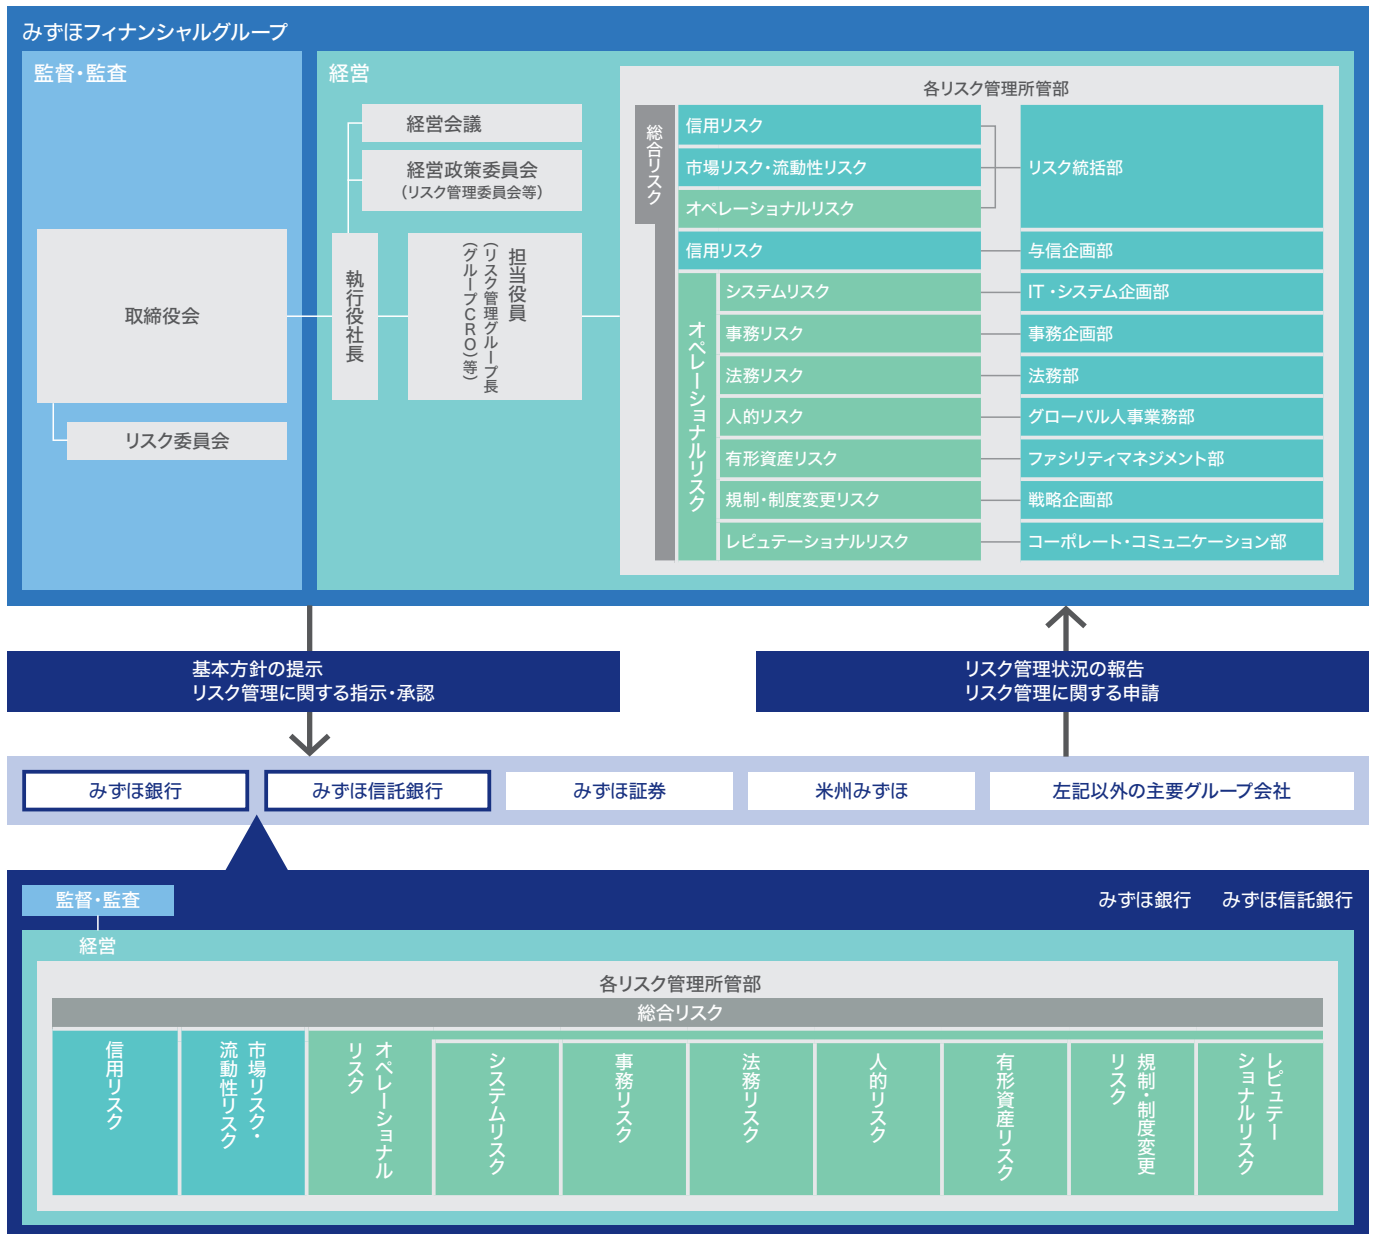 みずほフィナンシャルグループ
監督・監査
取締役会
リスク委員会
経営
経営会議
経営政策委員会
（リスク管理委員会等）
執行役社長
担当役員
（リスク管理グループ長
（グループCRO）等）
各リスク管理所管部
総合リスク
信用リスク
市場リスク・流動性リスク
オペレーショナルリスク
リスク統括部
信用リスク
与信企画部
オペレーショナルリスク
システムリスク
IT・システム企画部
事務リスク
事務企画部
法務リスク
法務部
人的リスク
グローバル人事業務部
有形資産リスク
ファシリティマネジメント部
規制・制度変更リスク
戦略企画部
レピュテーショナルリスク
コーポレート・コミュニケーション部
基本方針の提示
リスク管理に関する指示・承認
リスク管理状況の報告
リスク管理に関する申請
みずほ銀行
みずほ信託銀行
みずほ証券
米州みずほ
左記以外の主要グループ会社
監督・監査
みずほ銀行
みずほ信託銀行
経営
各リスク管理所管部
総合リスク
信用リスク
市場リスク・
流動性リスク
オペレーショナル
リスク
システムリスク
事務リスク
法務リスク
人的リスク
有形資産リスク
規制・制度変更
リスク
レピュテー
ショナルリスク